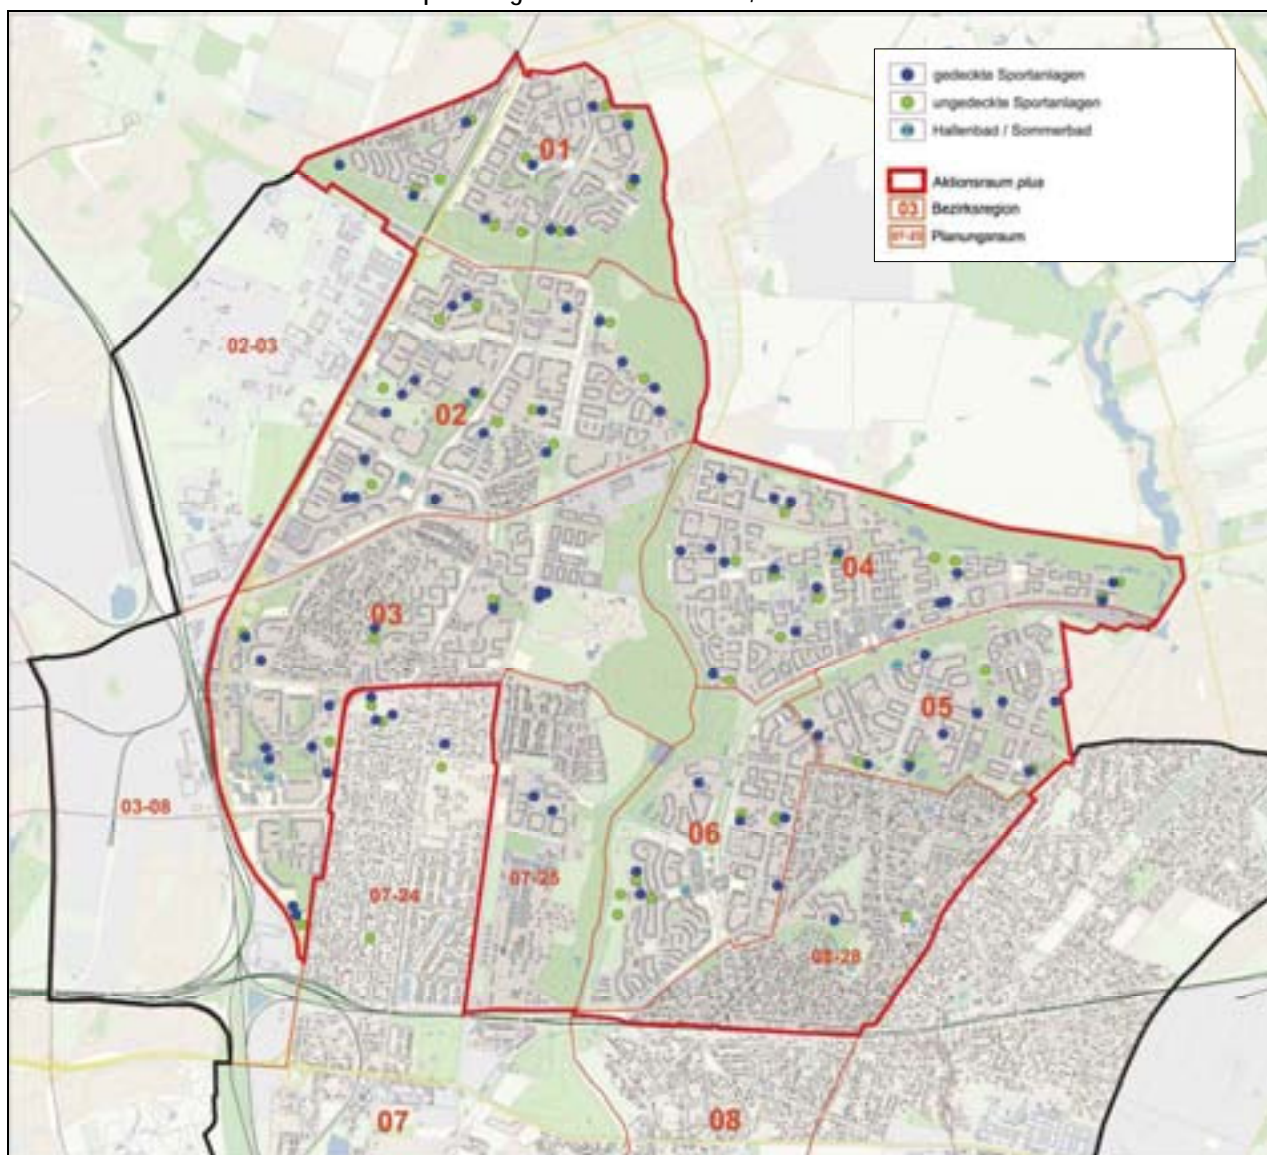 gedeckte Sportanlagen
ungedeckte Sportanlagen
Hallenbad / Sommerbad
Aktionsraum plus
03 Bezirksregion
Planungsraum
01
02-03
02
04
03
05
03-08
06
07-25
07-24
08-28
07
08